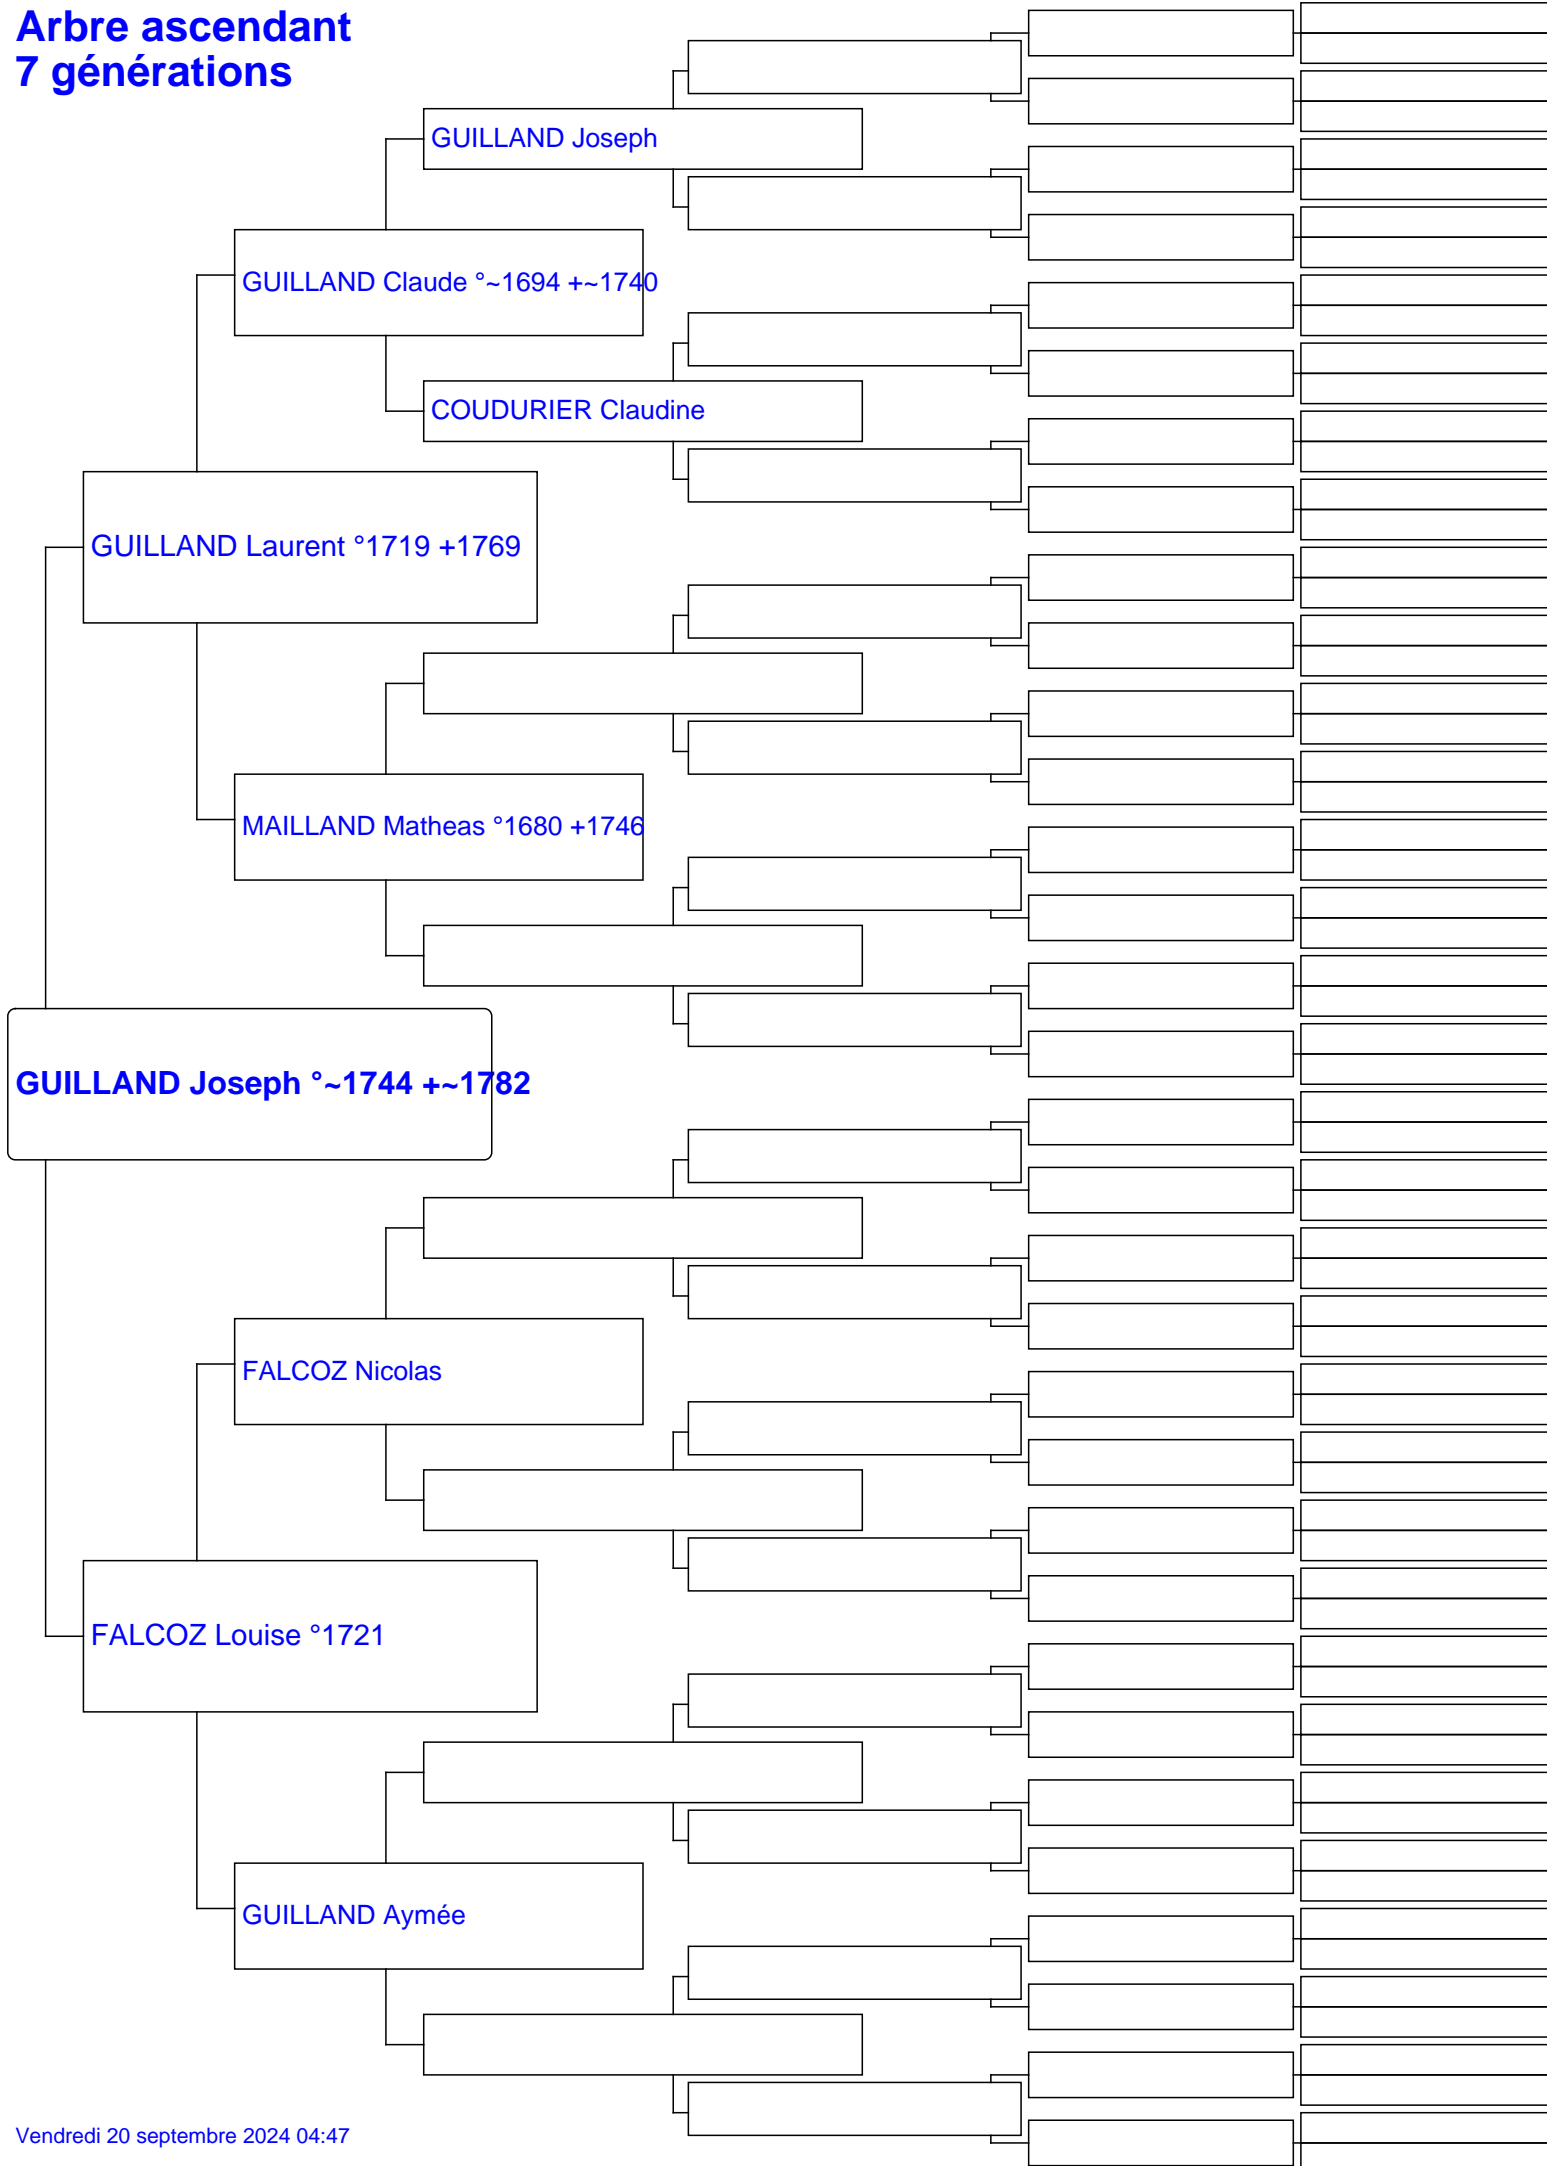 Arbre ascendant
7 générations
GUILLAND Joseph
GUILLAND Claude °~1694 +~1740
COUDURIER Claudine
GUILLAND Laurent °1719 +1769
MAILLAND Matheas °1680 +1746
GUILLAND Joseph °~1744 +~1782
FALCOZ Nicolas
FALCOZ Louise °1721
GUILLAND Aymée
Vendredi 20 septembre 2024 04:47